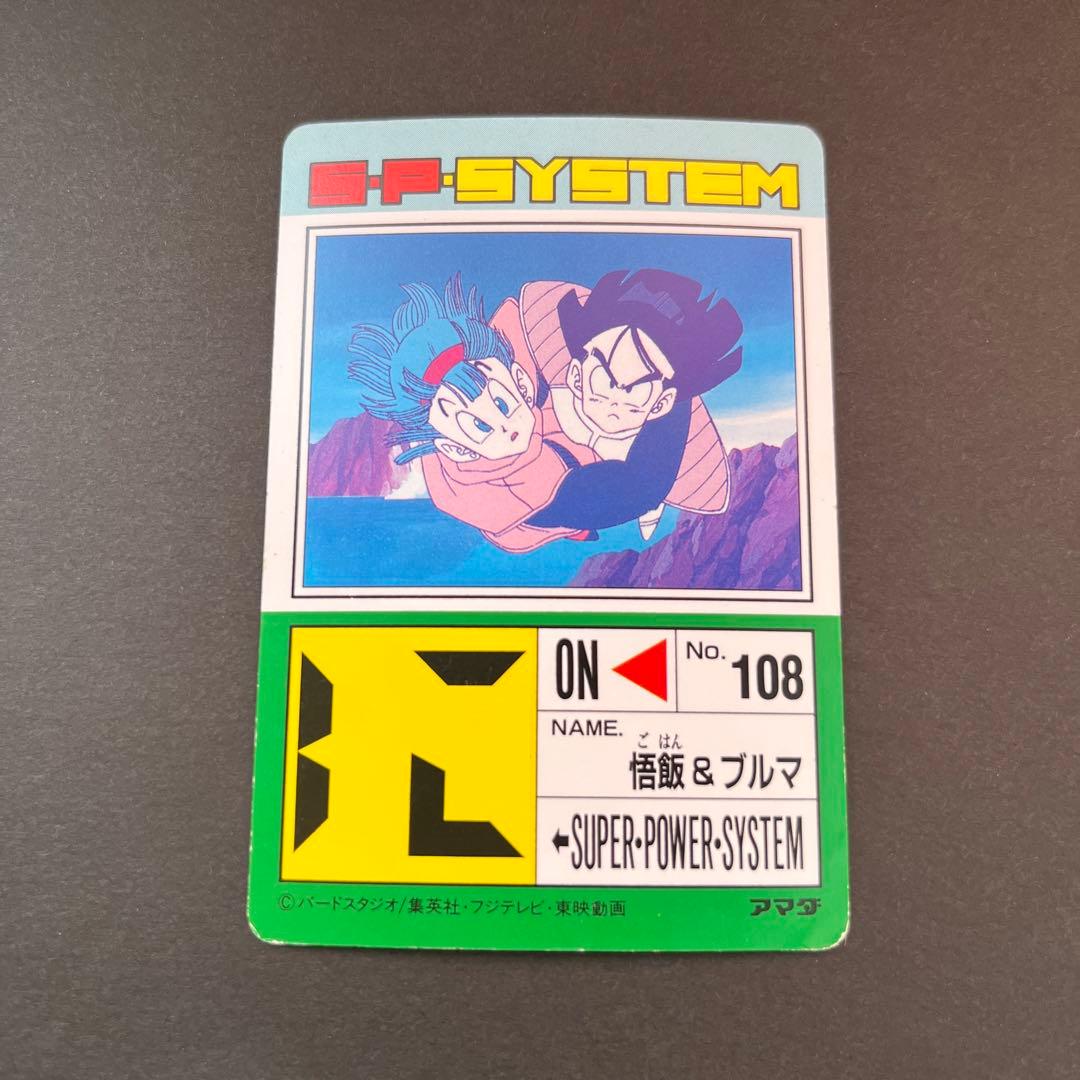 S・P・SYSTEM
ON
No. 108
NAME.
ご はん
悟飯 & ブルマ
←SUPER・POWER・SYSTEM
©バードスタジオ/集英社・フジテレビ・東映動画
アマダ